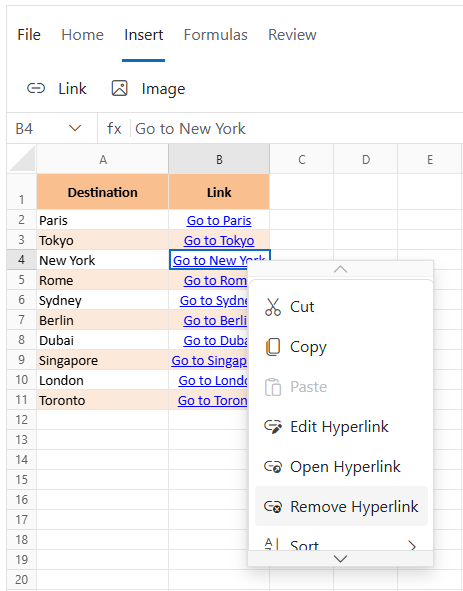 File Home Insert Formulas Review
Link Image
B4 fx Go to New York
A B C D E
1 Destination Link
2 Paris Go to Paris
3 Tokyo Go to Tokyo
4 New York Go to New York
5 Rome Go to Rom
6 Sydney Go to Sydne
7 Berlin Go to Berli
8 Dubai Go to Duba
9 Singapore Go to Singap
10 London Go to Londo
11 Toronto Go to Toron
12
13
14
15
16
17
18
19
20
Cut
Copy
Paste
Edit Hyperlink
Open Hyperlink
Remove Hyperlink
Sort